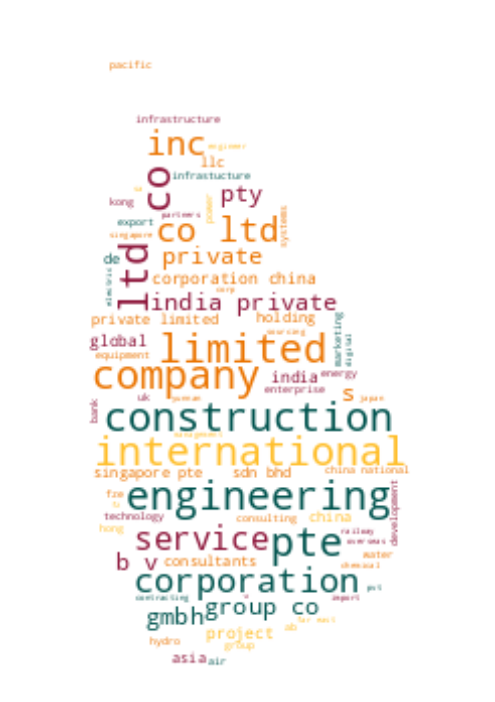 pacific
infrastructure
inc
engineer
llc
co
infrastucture
kong
pty
partners
power
export
co ltd
systems
singapore
de
private
ltd
electric
corporation china
corp
india private
private limited
holding
marketing
sourcing
digital
global
limited
equipment
company
india
energy
enterprise
s
uk
japan
bank
construction
management
international
singapore pte
sdn bhd
china national
engineering
fze
development
technology
consulting
china
hong
service
pte
railway
overseas
b v
consultants
water
chemical
corporation
pvt
contracting
import
group co
gmbh
far east
project
ab
hydro
group
asia
air